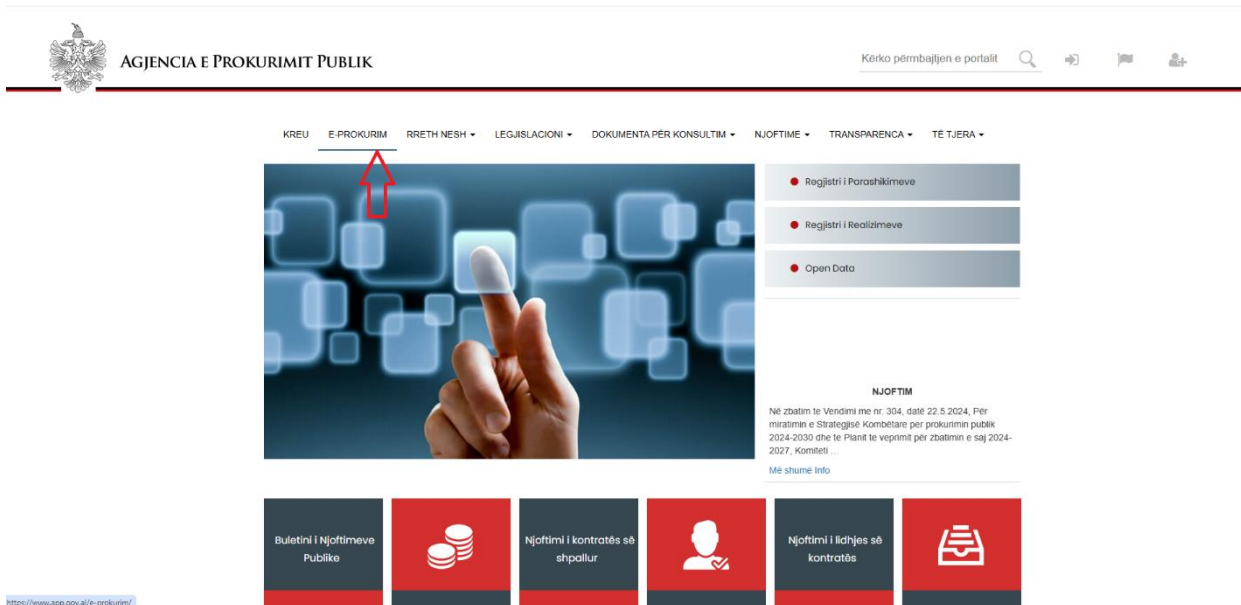 AGJENCIA E PROKURIMIT PUBLIK
Kërko përmbajtjen e portalit
KREU E-PROKURIM RRETH NESH LEGJISLACIONI DOKUMENTA PËR KONSULTIM NJOFTIME TRANSPARENCA TË TJERA
Regjistri i Parashikimeve
Regjistri i Realizimeve
Open Data
NJOFTIM
Në zbatim te Vendimi me nr. 304, datë 22.5.2024, Për
miratimin e Strategjisë Kombëtare per prokurimin publik
2024-2030 dhe te Planit te veprimit për zbatimin e saj 2024-
2027, Komiteti ...
Më shumë Info
Buletini i Njoftimeve
Publike
Njoftimi i kontratës së
shpallur
Njoftimi i lidhjes së
kontratës
https://www.app.gov.al/e-prokurim/